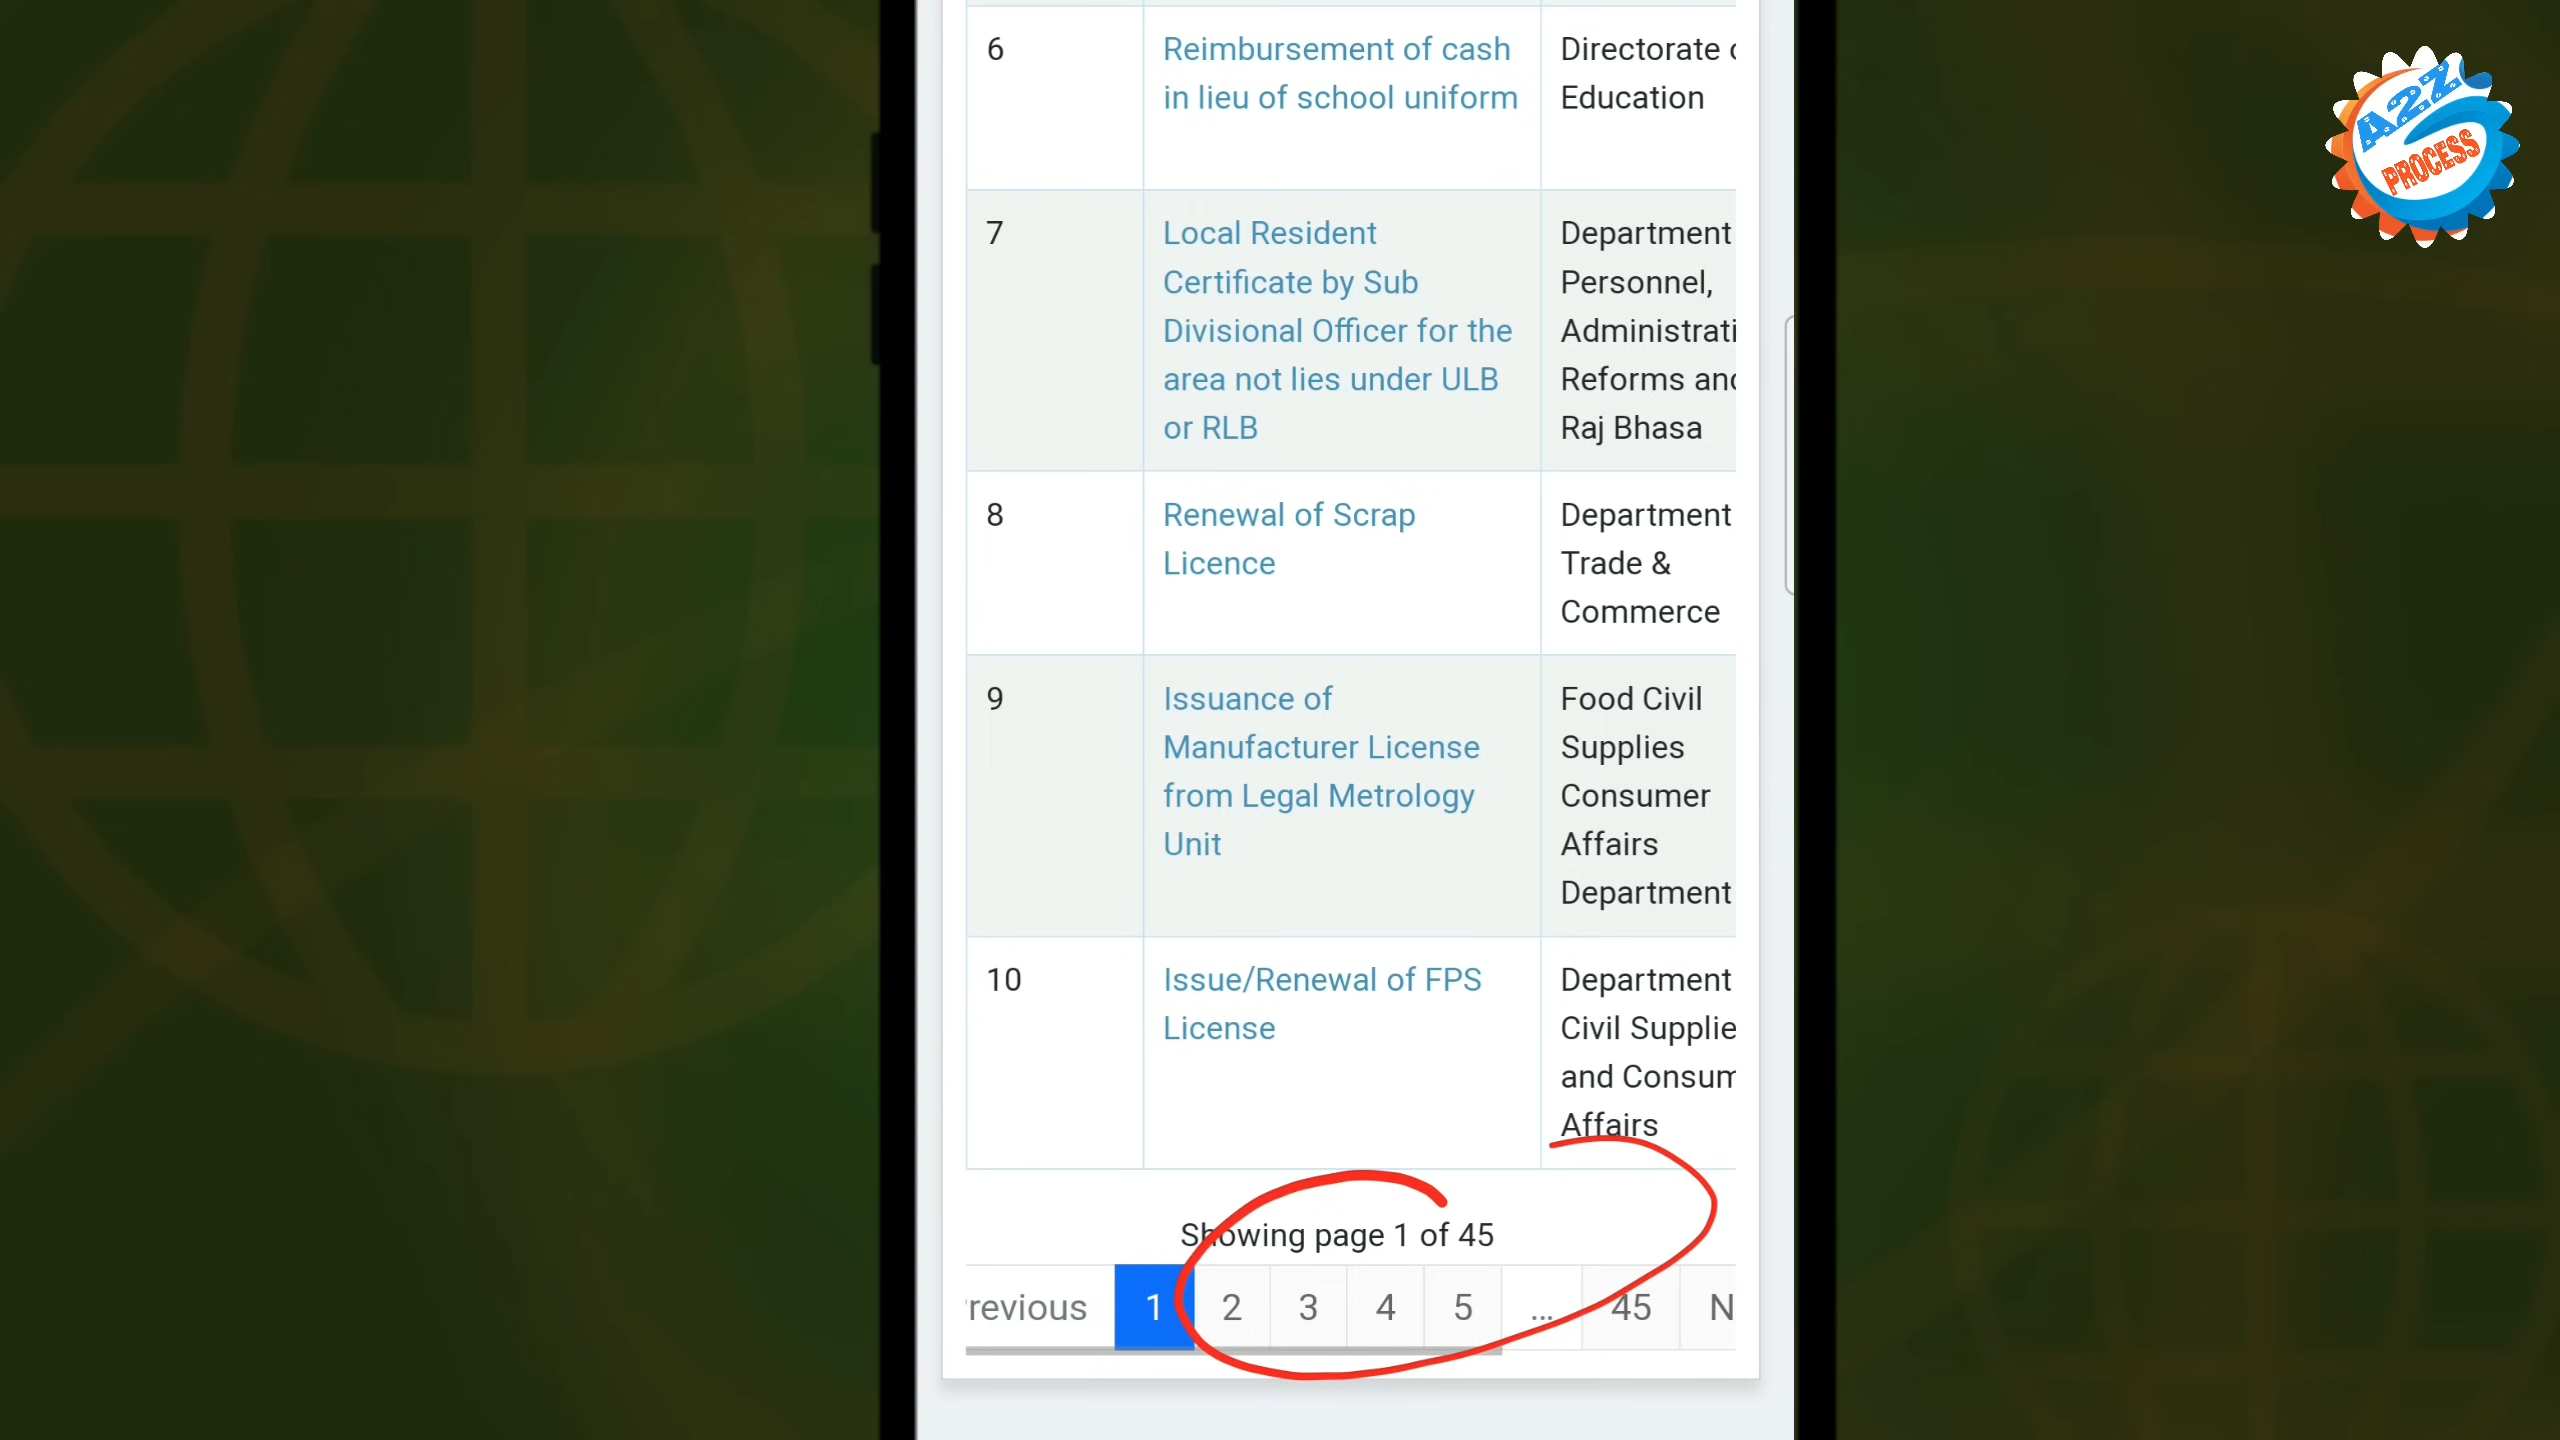 6
Reimbursement of cash
in lieu of school uniform
Directorate
Education
7
Local Resident
Certificate by Sub
Divisional Officer for the
area not lies under ULB
or RLB
Department
Personnel,
Administrati
Reforms and
Raj Bhasa
8
Renewal of Scrap
Licence
Department
Trade &
Commerce
9
Issuance of
Manufacturer License
from Legal Metrology
Unit
Food Civil
Supplies
Consumer
Affairs
Department
10
Issue/Renewal of FPS
License
Department
Civil Supplie
and Consum
Affairs
Showing page 1 of 45
revious 1 2 3 4 5 ... 45 N
A2Z
PROCESS